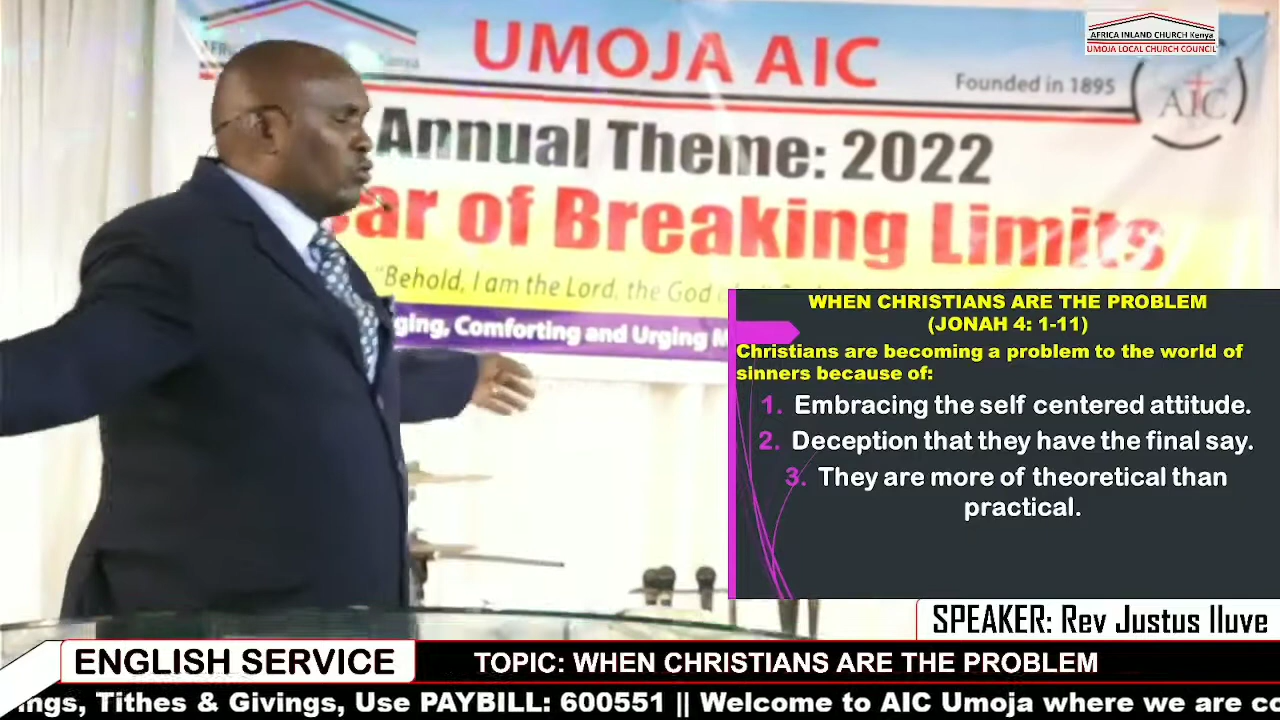 UMOJA AIC
Founded in 1895
AFRICA INLAND CHURCH Kenya
UMOJA LOCAL CHURCH COUNCIL
AIC
Annual Theme: 2022
ar of Breaking Limits
"Behold, I am the Lord, the God
ging, Comforting and Urging M
WHEN CHRISTIANS ARE THE PROBLEM
(JONAH 4: 1-11)
Christians are becoming a problem to the world of
sinners because of:
1. Embracing the self centered attitude.
2. Deception that they have the final say.
3. They are more of theoretical than
practical.
SPEAKER: Rev Justus Iluve
ENGLISH SERVICE
TOPIC: WHEN CHRISTIANS ARE THE PROBLEM
ings, Tithes & Givings, Use PAYBILL: 600551 || Welcome to AIC Umoja where we are co